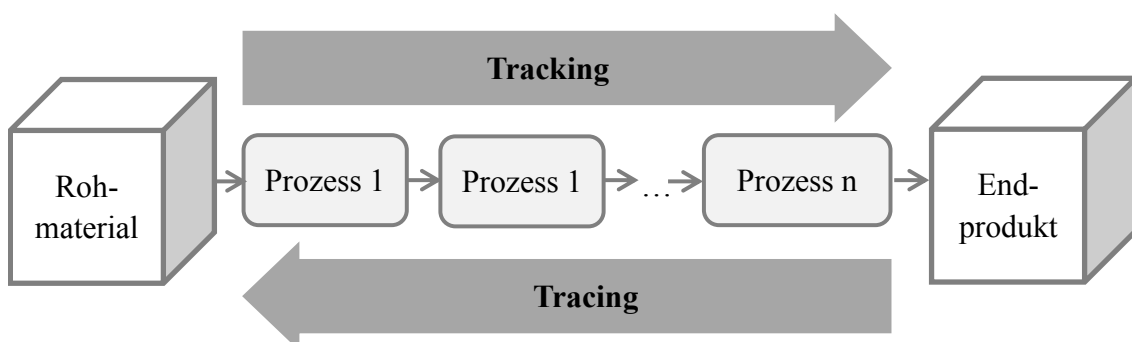 Tracking
Roh-
material
Prozess 1
Prozess 1
…
Prozess n
End-
produkt
Tracing